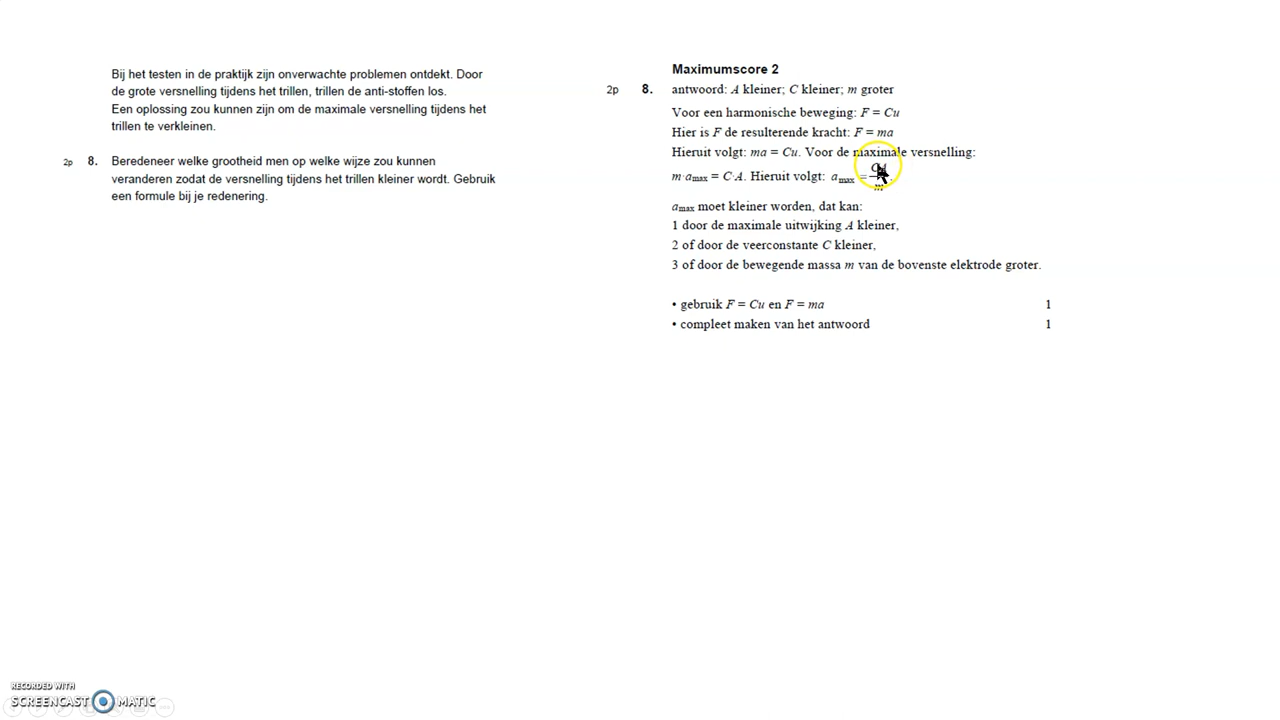 Bij het testen in de praktijk zijn onverwachte problemen ontdekt. Door
de grote versnelling tijdens het trillen, trillen de anti-stoffen los.
Een oplossing zou kunnen zijn om de maximale versnelling tijdens het
trillen te verkleinen.
2p 8. Beredeneer welke grootheid men op welke wijze zou kunnen
veranderen zodat de versnelling tijdens het trillen kleiner wordt. Gebruik
een formule bij je redenering.
Maximumscore 2
2p 8. antwoord: A kleiner; C kleiner; m groter
Voor een harmonische beweging: F = Cu
Hier is F de resulterende kracht: F = ma
Hieruit volgt: ma = Cu. Voor de maximale versnelling:
m·amax = C·A. Hieruit volgt: amax =
amax moet kleiner worden, dat kan:
1 door de maximale uitwijking A kleiner,
2 of door de veerconstante C kleiner,
3 of door de bewegende massa m van de bovenste elektrode groter.
• gebruik F = Cu en F = ma 1
• compleet maken van het antwoord 1
RECORDED WITH
SCREENCAST MATIC